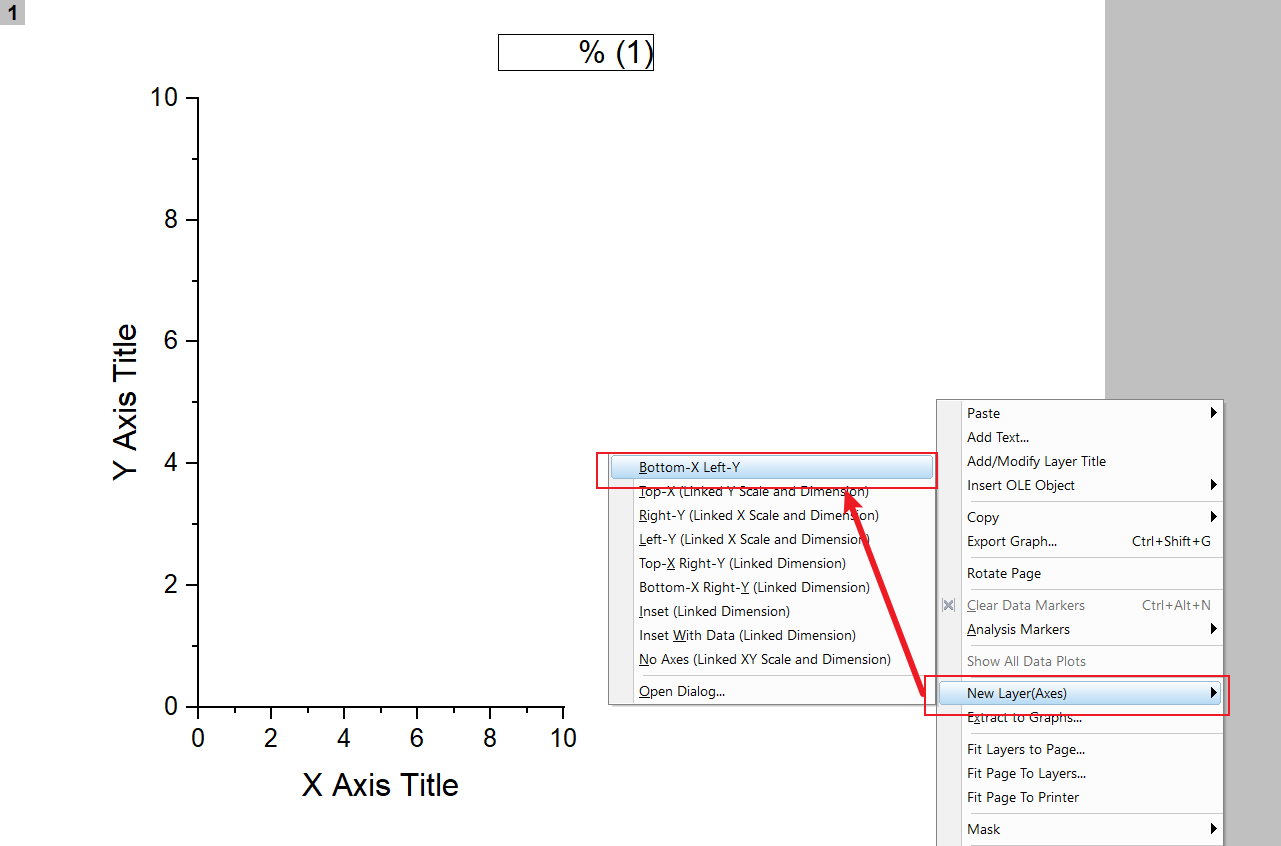 1
% (1)
10
8
6
4
2
0
Y Axis Title
0 2 4 6 8 10
X Axis Title
Bottom-X Left-Y
Top-X (Linked Y Scale and Dimension)
Right-Y (Linked X Scale and Dimension)
Left-Y (Linked X Scale and Dimension)
Top-X Right-Y (Linked Dimension)
Bottom-X Right-Y (Linked Dimension)
Inset (Linked Dimension)
Inset With Data (Linked Dimension)
No Axes (Linked XY Scale and Dimension)
Open Dialog...
Paste
Add Text...
Add/Modify Layer Title
Insert OLE Object
Copy
Export Graph... Ctrl+Shift+G
Rotate Page
Clear Data Markers Ctrl+Alt+N
Analysis Markers
Show All Data Plots
New Layer(Axes)
Extract to Graphs...
Fit Layers to Page...
Fit Page To Layers...
Fit Page To Printer
Mask